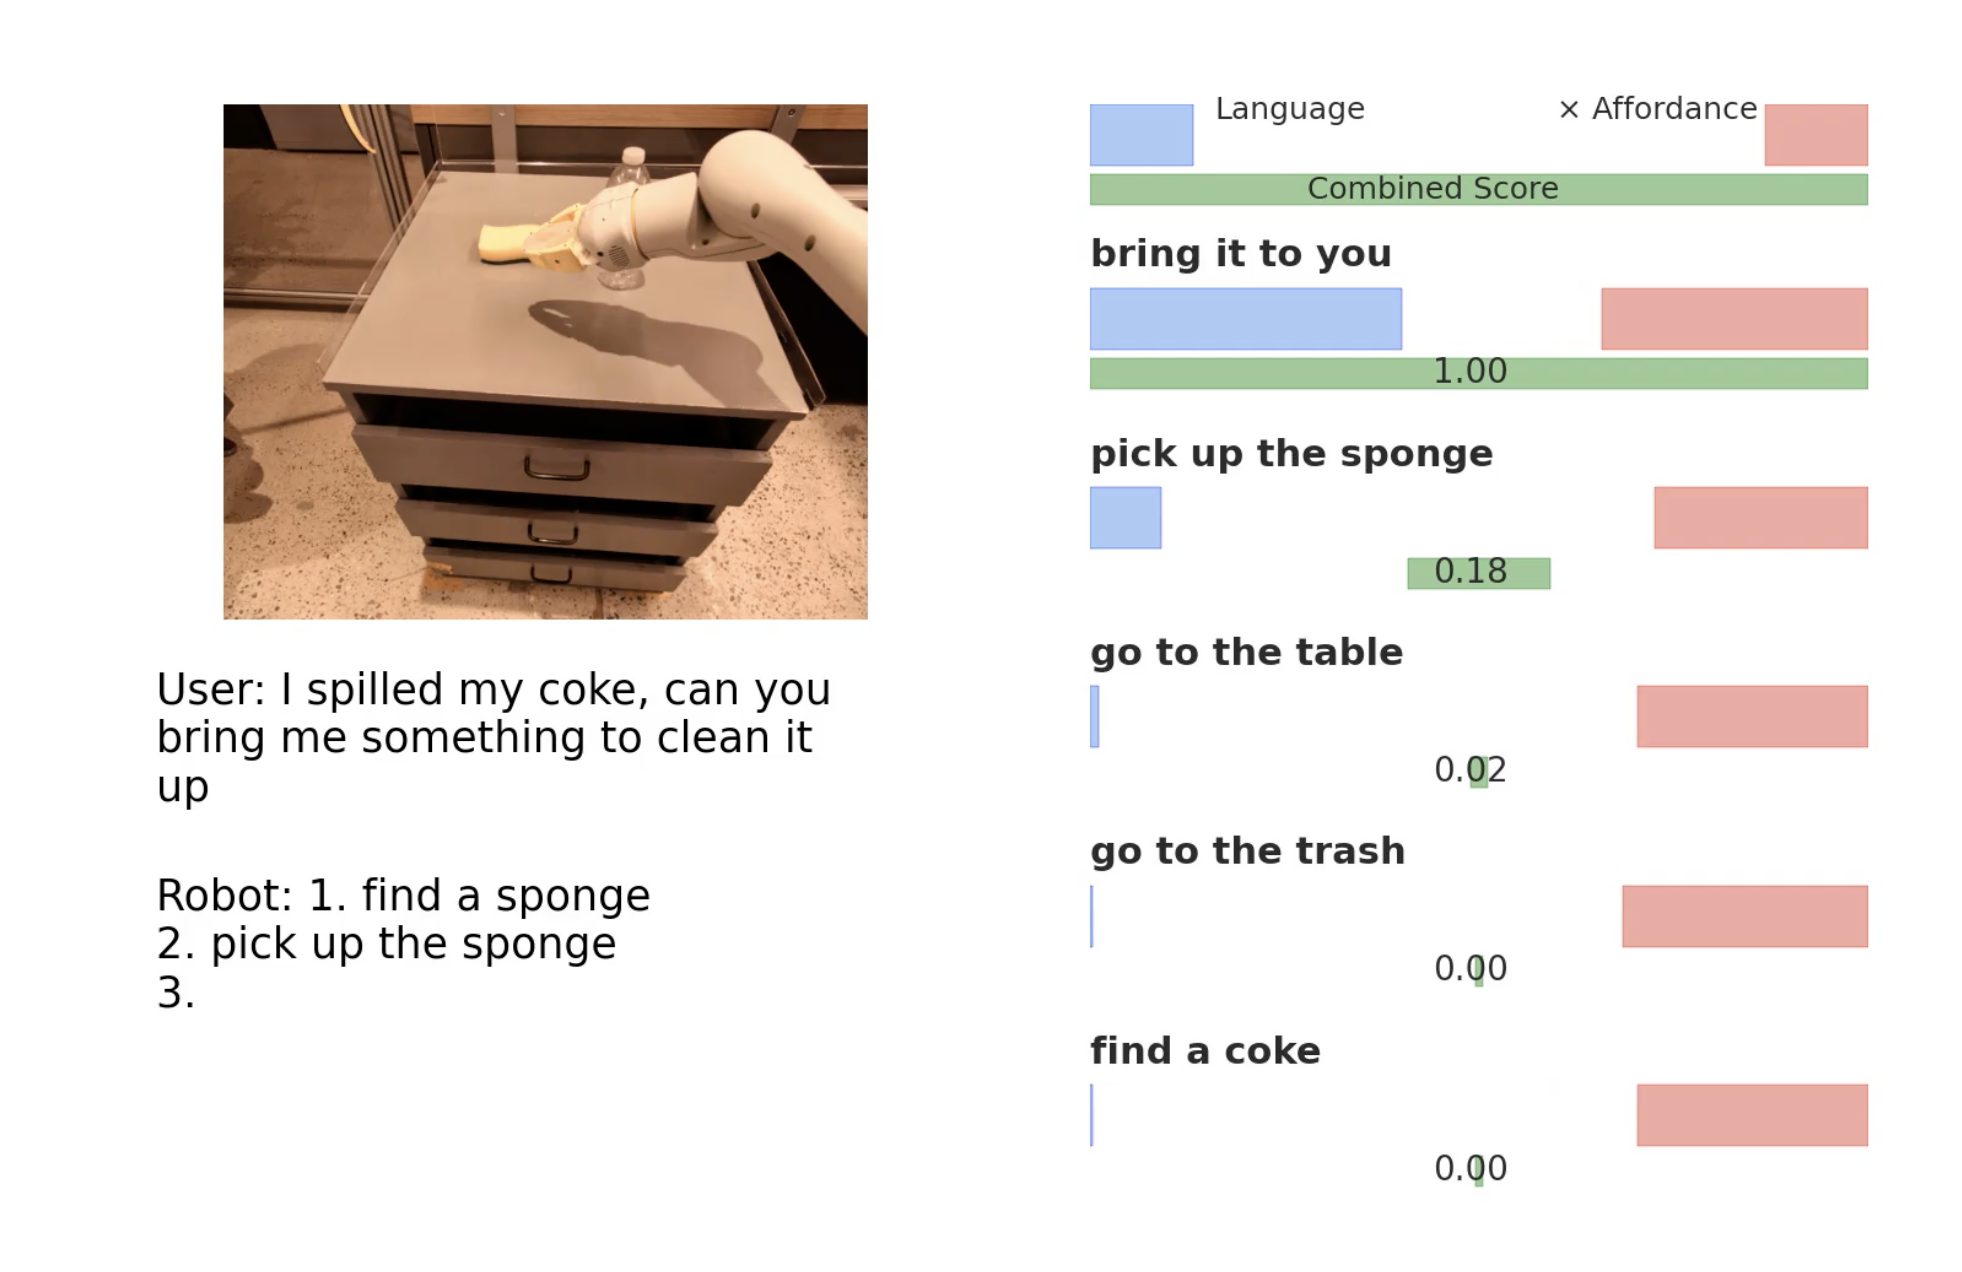 User: I spilled my coke, can you
bring me something to clean it
up
Robot: 1. find a sponge
2. pick up the sponge
3.
Language
× Affordance
Combined Score
bring it to you
1.00
pick up the sponge
0.18
go to the table
0.02
go to the trash
0.00
find a coke
0.00